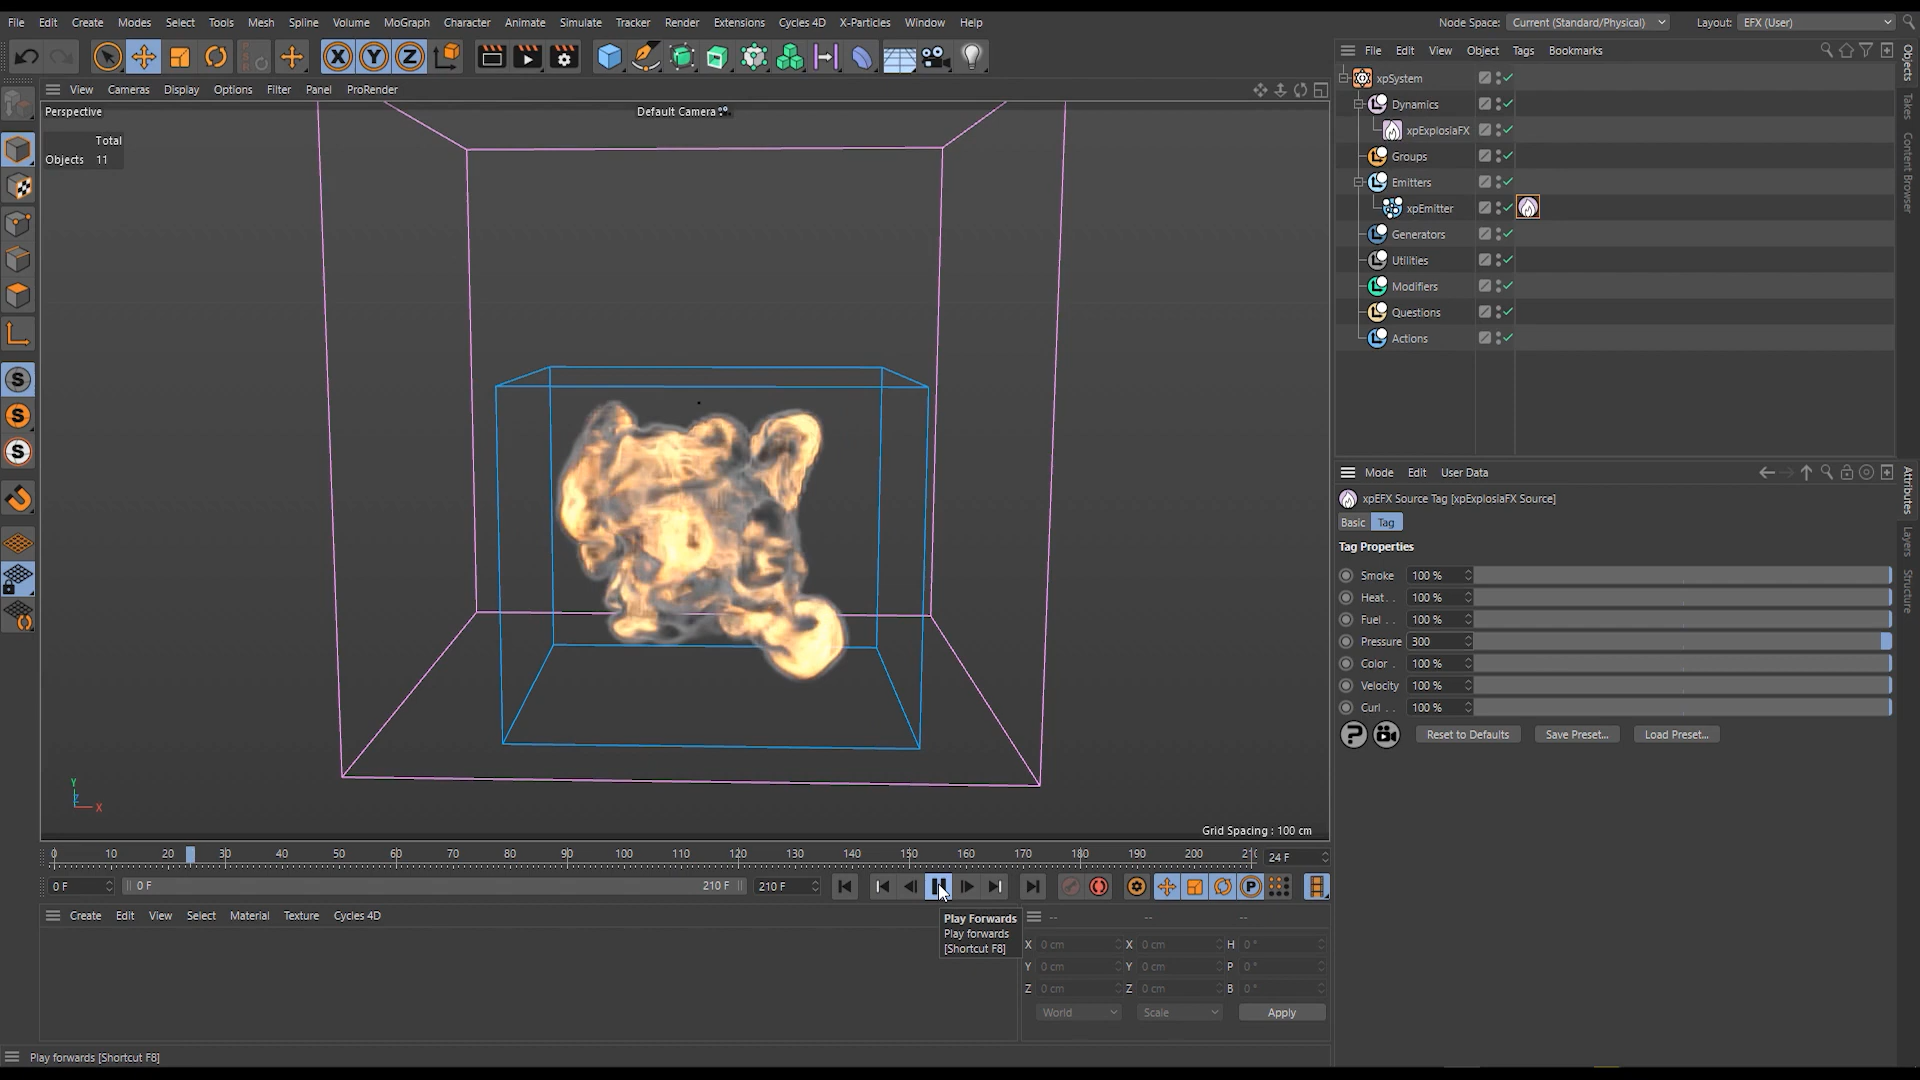 File Edit Create Modes Select Tools Mesh Spline Volume MoGraph Character Animate Simulate Tracker Render Extensions Cycles 4D X-Particles Window Help
Node Space: Current (Standard/Physical) Layout: EFX (User)
View Cameras Display Options Filter Panel ProRender
Perspective
Default Camera
Total
Objects 11
X Y Z
S
S
S
Y
Z
X
Grid Spacing : 100 cm
0 10 20 30 40 50 60 70 80 90 100 110 120 130 140 150 160 170 180 190 200
24 F
0 F
0 F
210 F
210 F
P
Create Edit View Select Material Texture Cycles 4D
Play Forwards
Play forwards
[Shortcut F8]
-- -- --
X 0 cm X 0 cm H 0 °
Y 0 cm Y 0 cm P 0 °
Z 0 cm Z 0 cm B 0 °
World Scale Apply
Play forwards [Shortcut F8]
File Edit View Object Tags Bookmarks
xpSystem
Dynamics
xpExplosiaFX
Groups
Emitters
xpEmitter
Generators
Utilities
Modifiers
Questions
Actions
Objects
Takes
Content Browser
Mode Edit User Data
xpEFX Source Tag [xpExplosiaFX Source]
Basic Tag
Tag Properties
Smoke 100 %
Heat . . 100 %
Fuel . . 100 %
Pressure 300
Color . 100 %
Velocity 100 %
Curl . . 100 %
? Reset to Defaults Save Preset... Load Preset...
Attributes
Layers
Structure